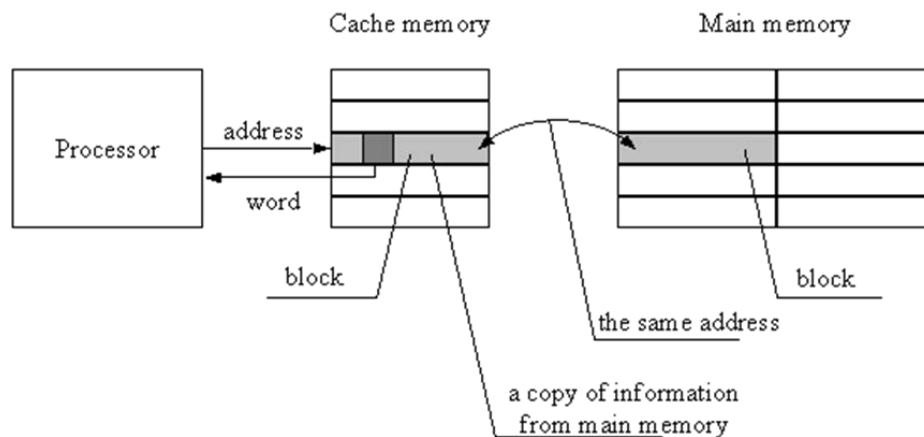 Cache memory
Main memory
Processor
address
word
block
block
the same address
a copy of information
from main memory